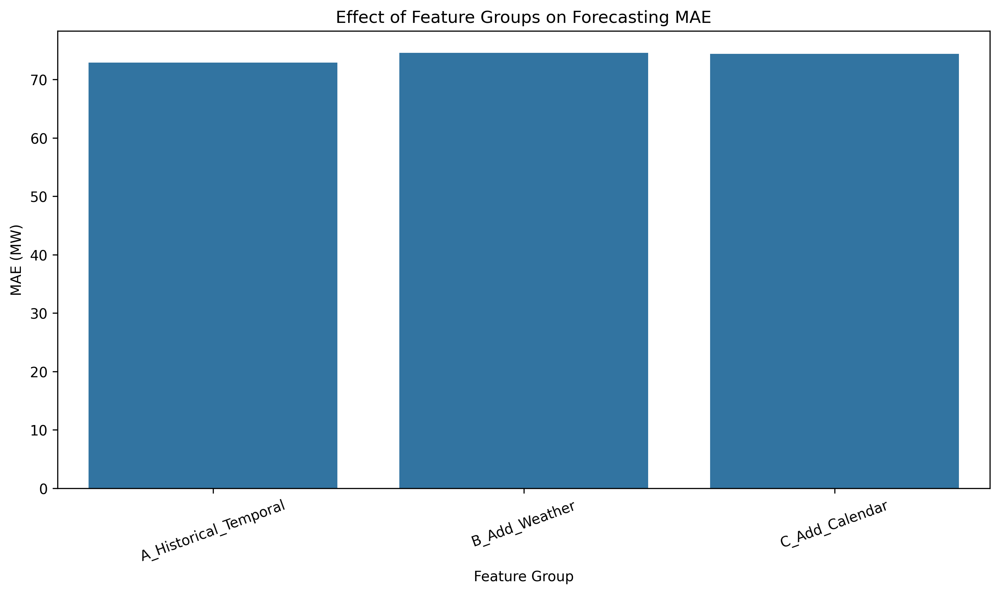 Effect of Feature Groups on Forecasting MAE
MAE (MW)
70
60
50
40
30
20
10
0
A_Historical_Temporal
B_Add_Weather
C_Add_Calendar
Feature Group